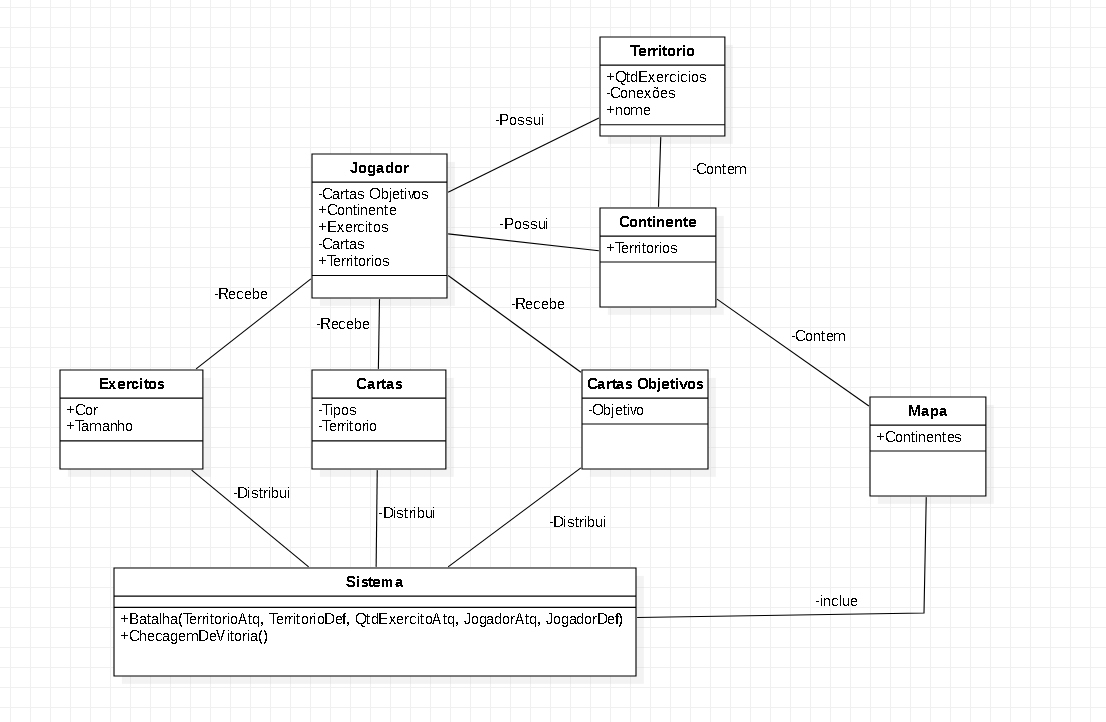 Territorio
+QtdExercicios
-Conexões
+nome
-Possui
-Contem
Jogador
-Cartas Objetivos
+Continente
+Exercitos
-Cartas
+Territorios
-Possui
Continente
+Territorios
-Recebe
-Recebe
-Recebe
-Contem
Exercitos
+Cor
+Tamanho
Cartas
-Tipos
-Territorio
Cartas Objetivos
-Objetivo
Mapa
+Continentes
-Distribui
-Distribui
-Distribui
Sistema
+Batalha(TerritorioAtq, TerritorioDef, QtdExercitoAtq, JogadorAtq, JogadorDef)
+ChecagemDeVitoria()
-inclue